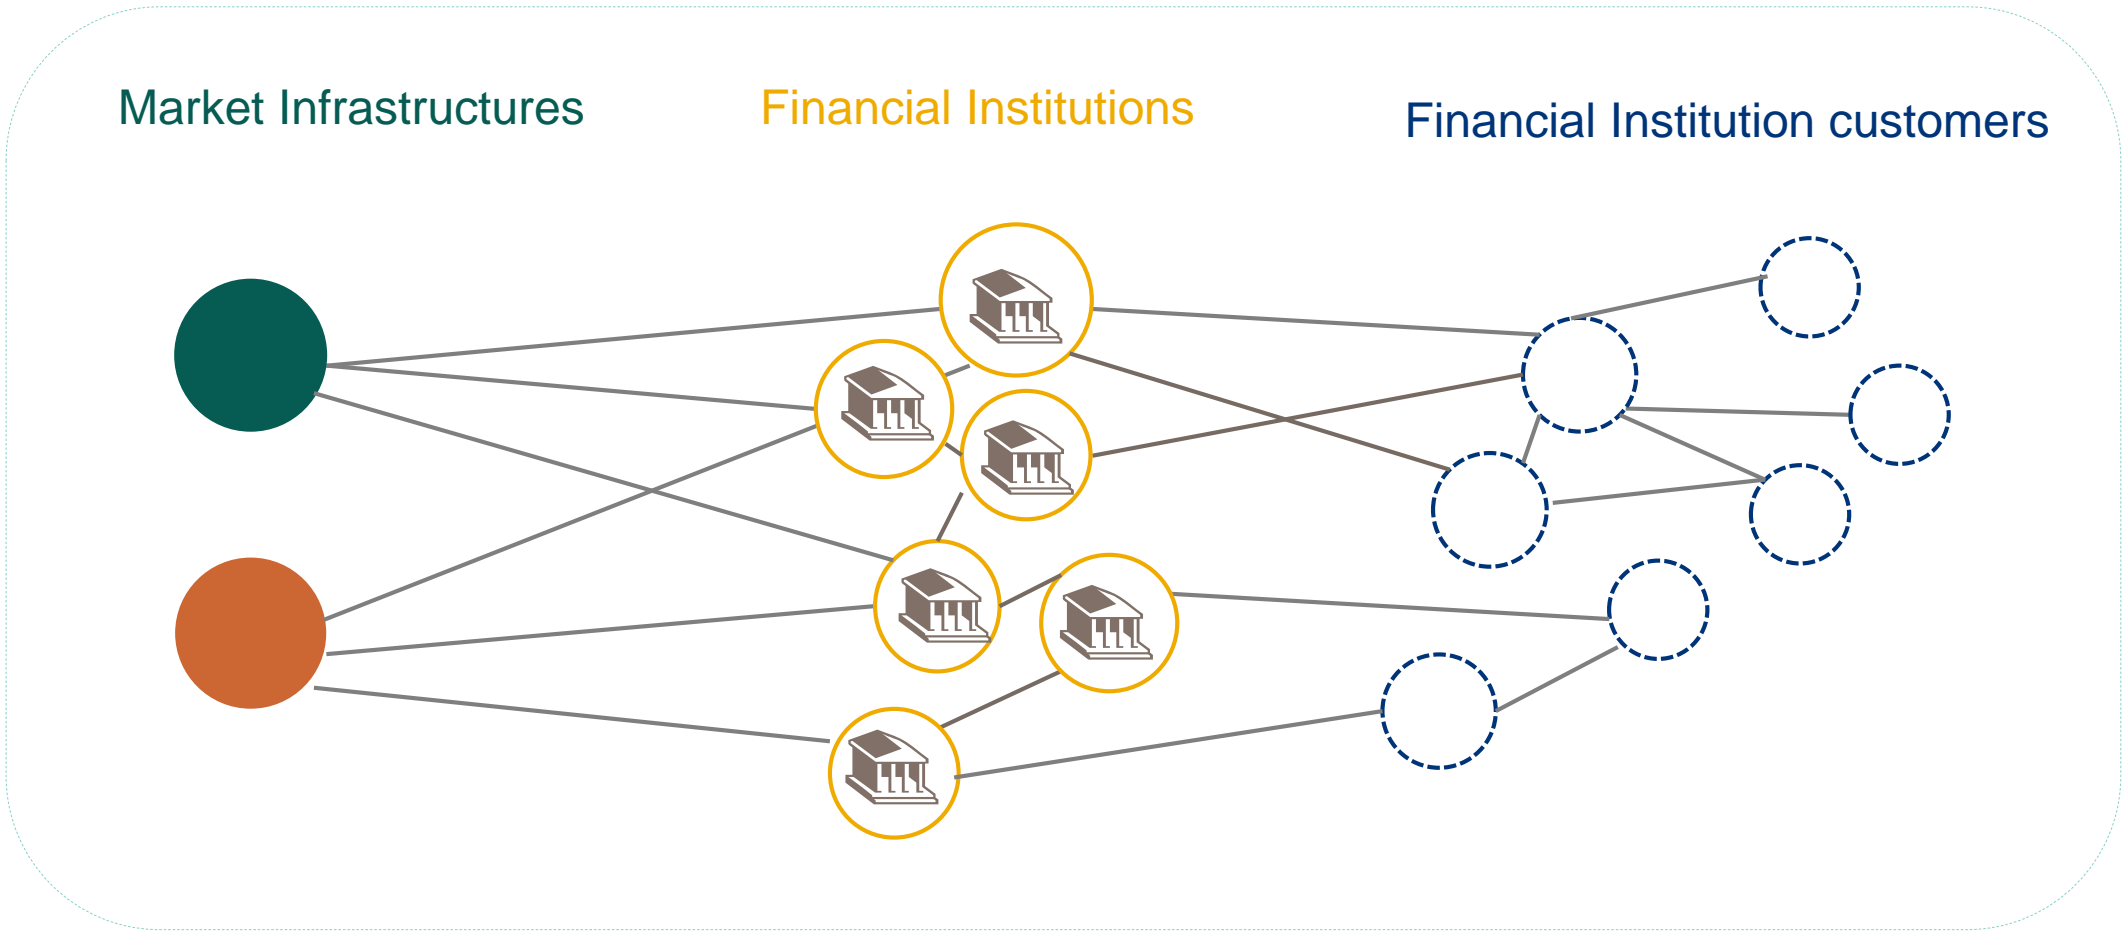 Market Infrastructures
Financial Institutions
Financial Institution customers